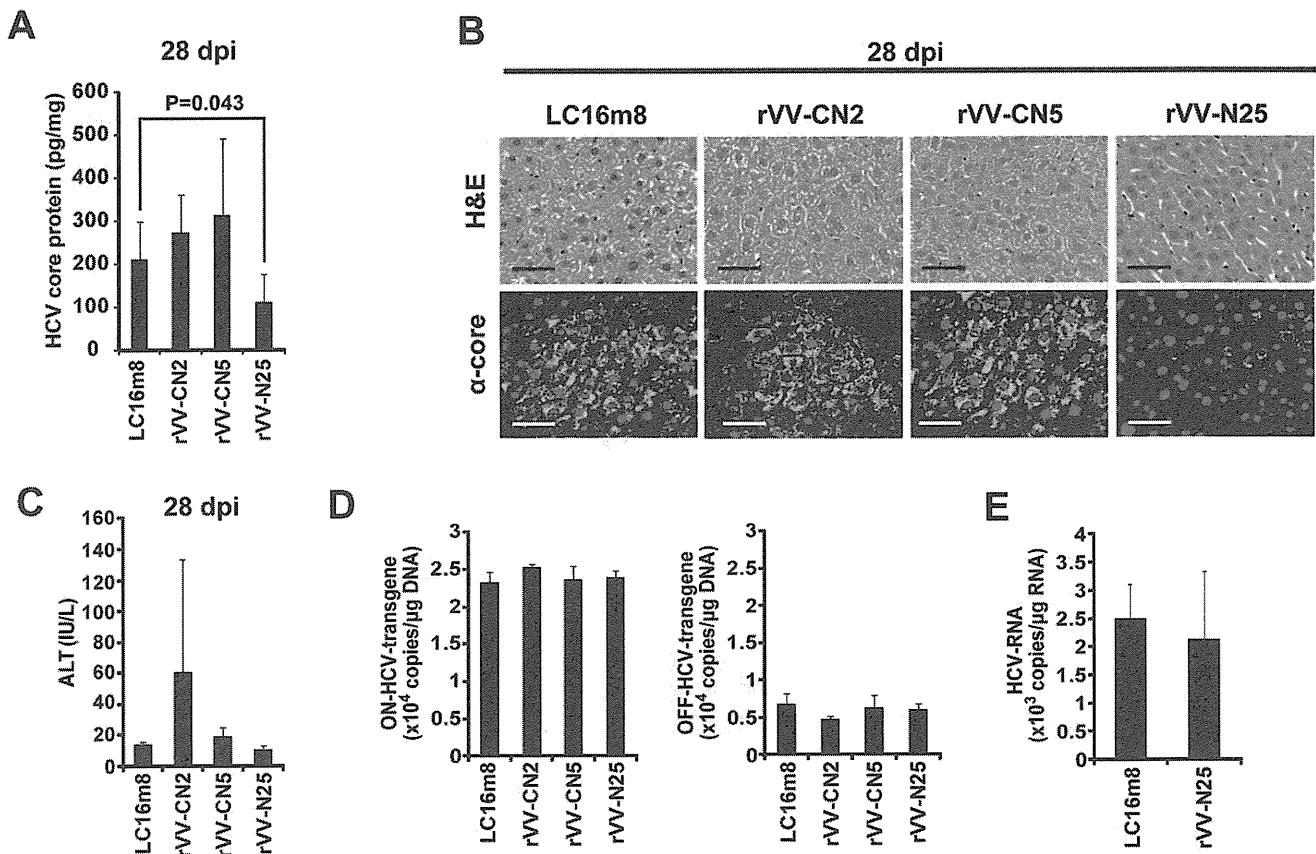 A
28 dpi
HCV core protein (pg/mg)
600
500
400
300
200
100
0
P=0.043
LC16m8
rVV-CN2
rVV-CN5
rVV-N25
B
28 dpi
LC16m8
rVV-CN2
rVV-CN5
rVV-N25
H&E
α-core
C
28 dpi
ALT (IU/L)
160
140
120
100
80
60
40
20
0
LC16m8
rVV-CN2
rVV-CN5
rVV-N25
D
ON-HCV-transgene
(x10⁴ copies/μg DNA)
3
2.5
2
1.5
1
0.5
0
LC16m8
rVV-CN2
rVV-CN5
rVV-N25
OFF-HCV-transgene
(x10⁴ copies/μg DNA)
3
2.5
2
1.5
1
0.5
0
LC16m8
rVV-CN2
rVV-CN5
rVV-N25
E
HCV-RNA
(x10³ copies/μg RNA)
4
3.5
3
2.5
2
1.5
1
2.5
0
LC16m8
rVV-N25